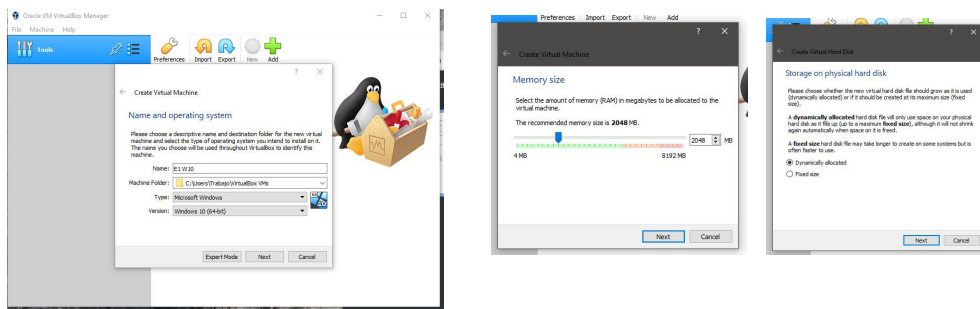 Oracle VM VirtualBox Manager
File Machine Help
Tools
Preferences Import Export New Add
Create Virtual Machine
Name and operating system
Please choose a descriptive name and destination folder for the new virtual
machine and select the type of operating system you intend to install on it.
The name you choose will be used throughout VirtualBox to identify this
machine.
Name: E1 W10
Machine Folder: C:\Users\Trabajo\VirtualBox VMs
Type: Microsoft Windows
Version: Windows 10 (64-bit)
Expert Mode Next Cancel
Preferences Import Export New Add
Create Virtual Machine
Memory size
Select the amount of memory (RAM) in megabytes to be allocated to the
virtual machine.
The recommended memory size is 2048 MB.
2048 MB
4 MB 8192 MB
Next Cancel
Create Virtual Hard Disk
Storage on physical hard disk
Please choose whether the new virtual hard disk file should grow as it is used
(dynamically allocated) or if it should be created at its maximum size (fixed
size).
A dynamically allocated hard disk file will only use space on your physical
hard disk as it fills up (up to a maximum fixed size), although it will not shrink
again automatically when space on it is freed.
A fixed size hard disk file may take longer to create on some systems but is
often faster to use.
Dynamically allocated
Fixed size
Next Cancel